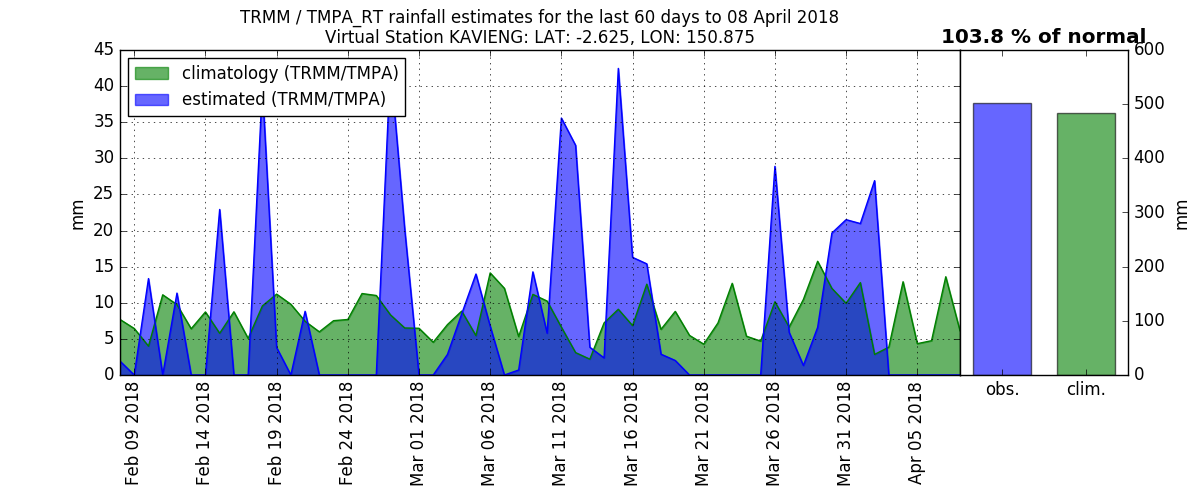 TRMM / TMPA_RT rainfall estimates for the last 60 days to 08 April 2018
Virtual Station KAVIENG: LAT: -2.625, LON: 150.875
103.8 % of normal
climatology (TRMM/TMPA)
estimated (TRMM/TMPA)
45
40
35
30
25
20
15
10
5
0
mm
Feb 09 2018
Feb 14 2018
Feb 19 2018
Feb 24 2018
Mar 01 2018
Mar 06 2018
Mar 11 2018
Mar 16 2018
Mar 21 2018
Mar 26 2018
Mar 31 2018
Apr 05 2018
600
500
400
300
200
100
0
mm
obs.
clim.